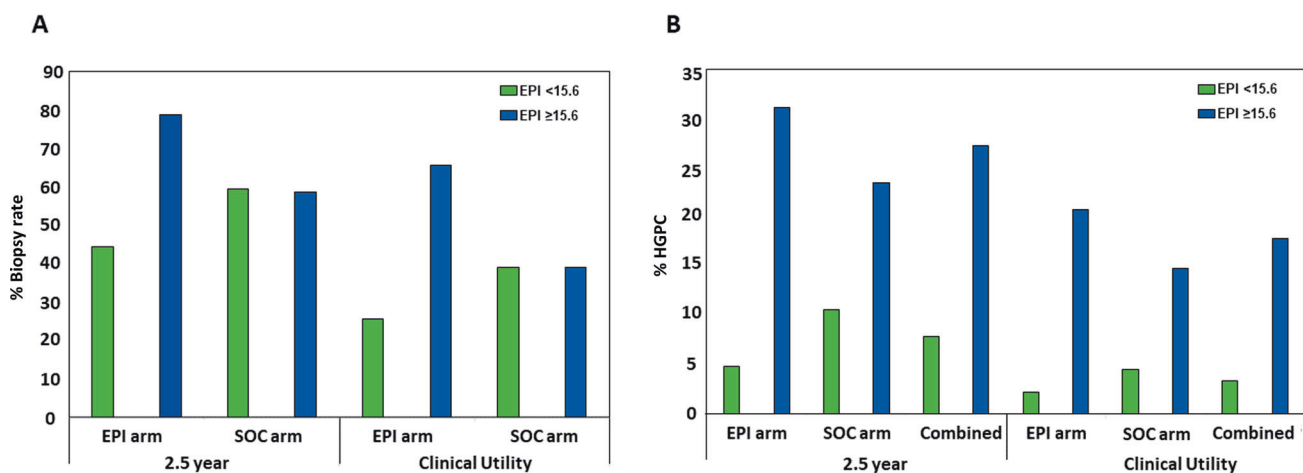 A
% Biopsy rate
90
80
70
60
50
40
30
20
10
0
EPI <15.6
EPI ≥15.6
EPI arm SOC arm EPI arm SOC arm
2.5 year Clinical Utility
B
% HGPC
35
30
25
20
15
10
5
0
EPI <15.6
EPI ≥15.6
EPI arm SOC arm Combined EPI arm SOC arm Combined
2.5 year Clinical Utility